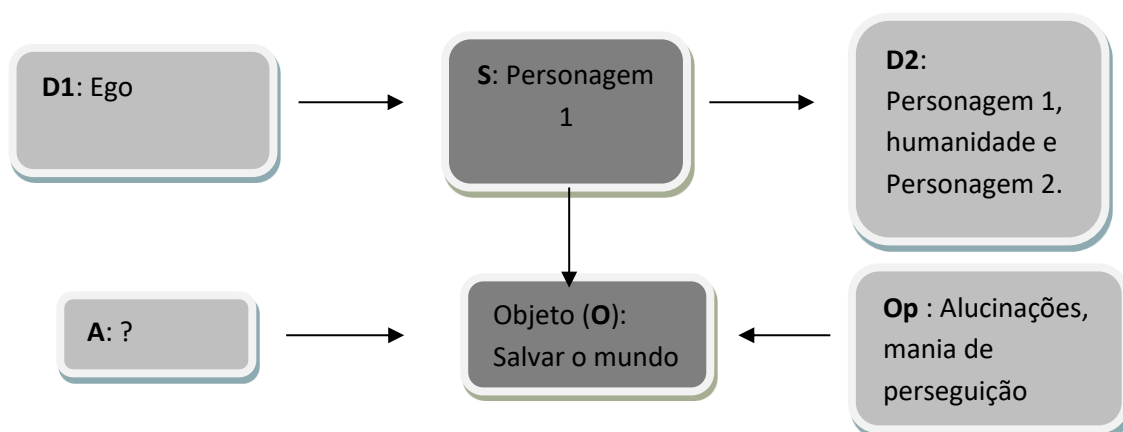 D1: Ego
S: Personagem
1
D2:
Personagem 1,
humanidade e
Personagem 2.
A: ?
Objeto (O):
Salvar o mundo
Op : Alucinações,
mania de
perseguição